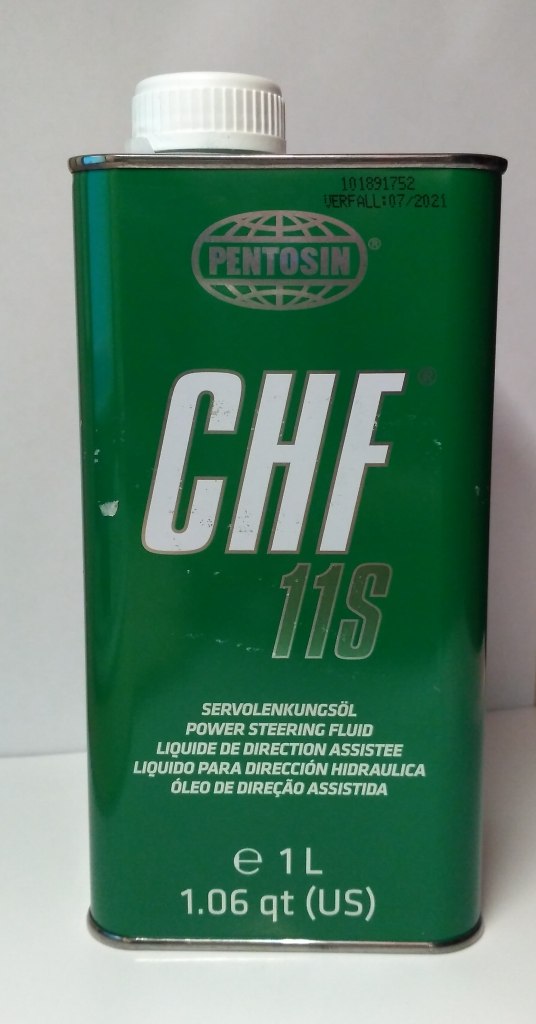 101891752
VERFALL:07/2021
PENTOSIN®
CHF®
11S
SERVOLENKUNGSÖL
POWER STEERING FLUID
LIQUIDE DE DIRECTION ASSISTEE
LIQUIDO PARA DIRECCIÓN HIDRAULICA
ÓLEO DE DIREÇÃO ASSISTIDA
℮ 1 L
1.06 qt (US)